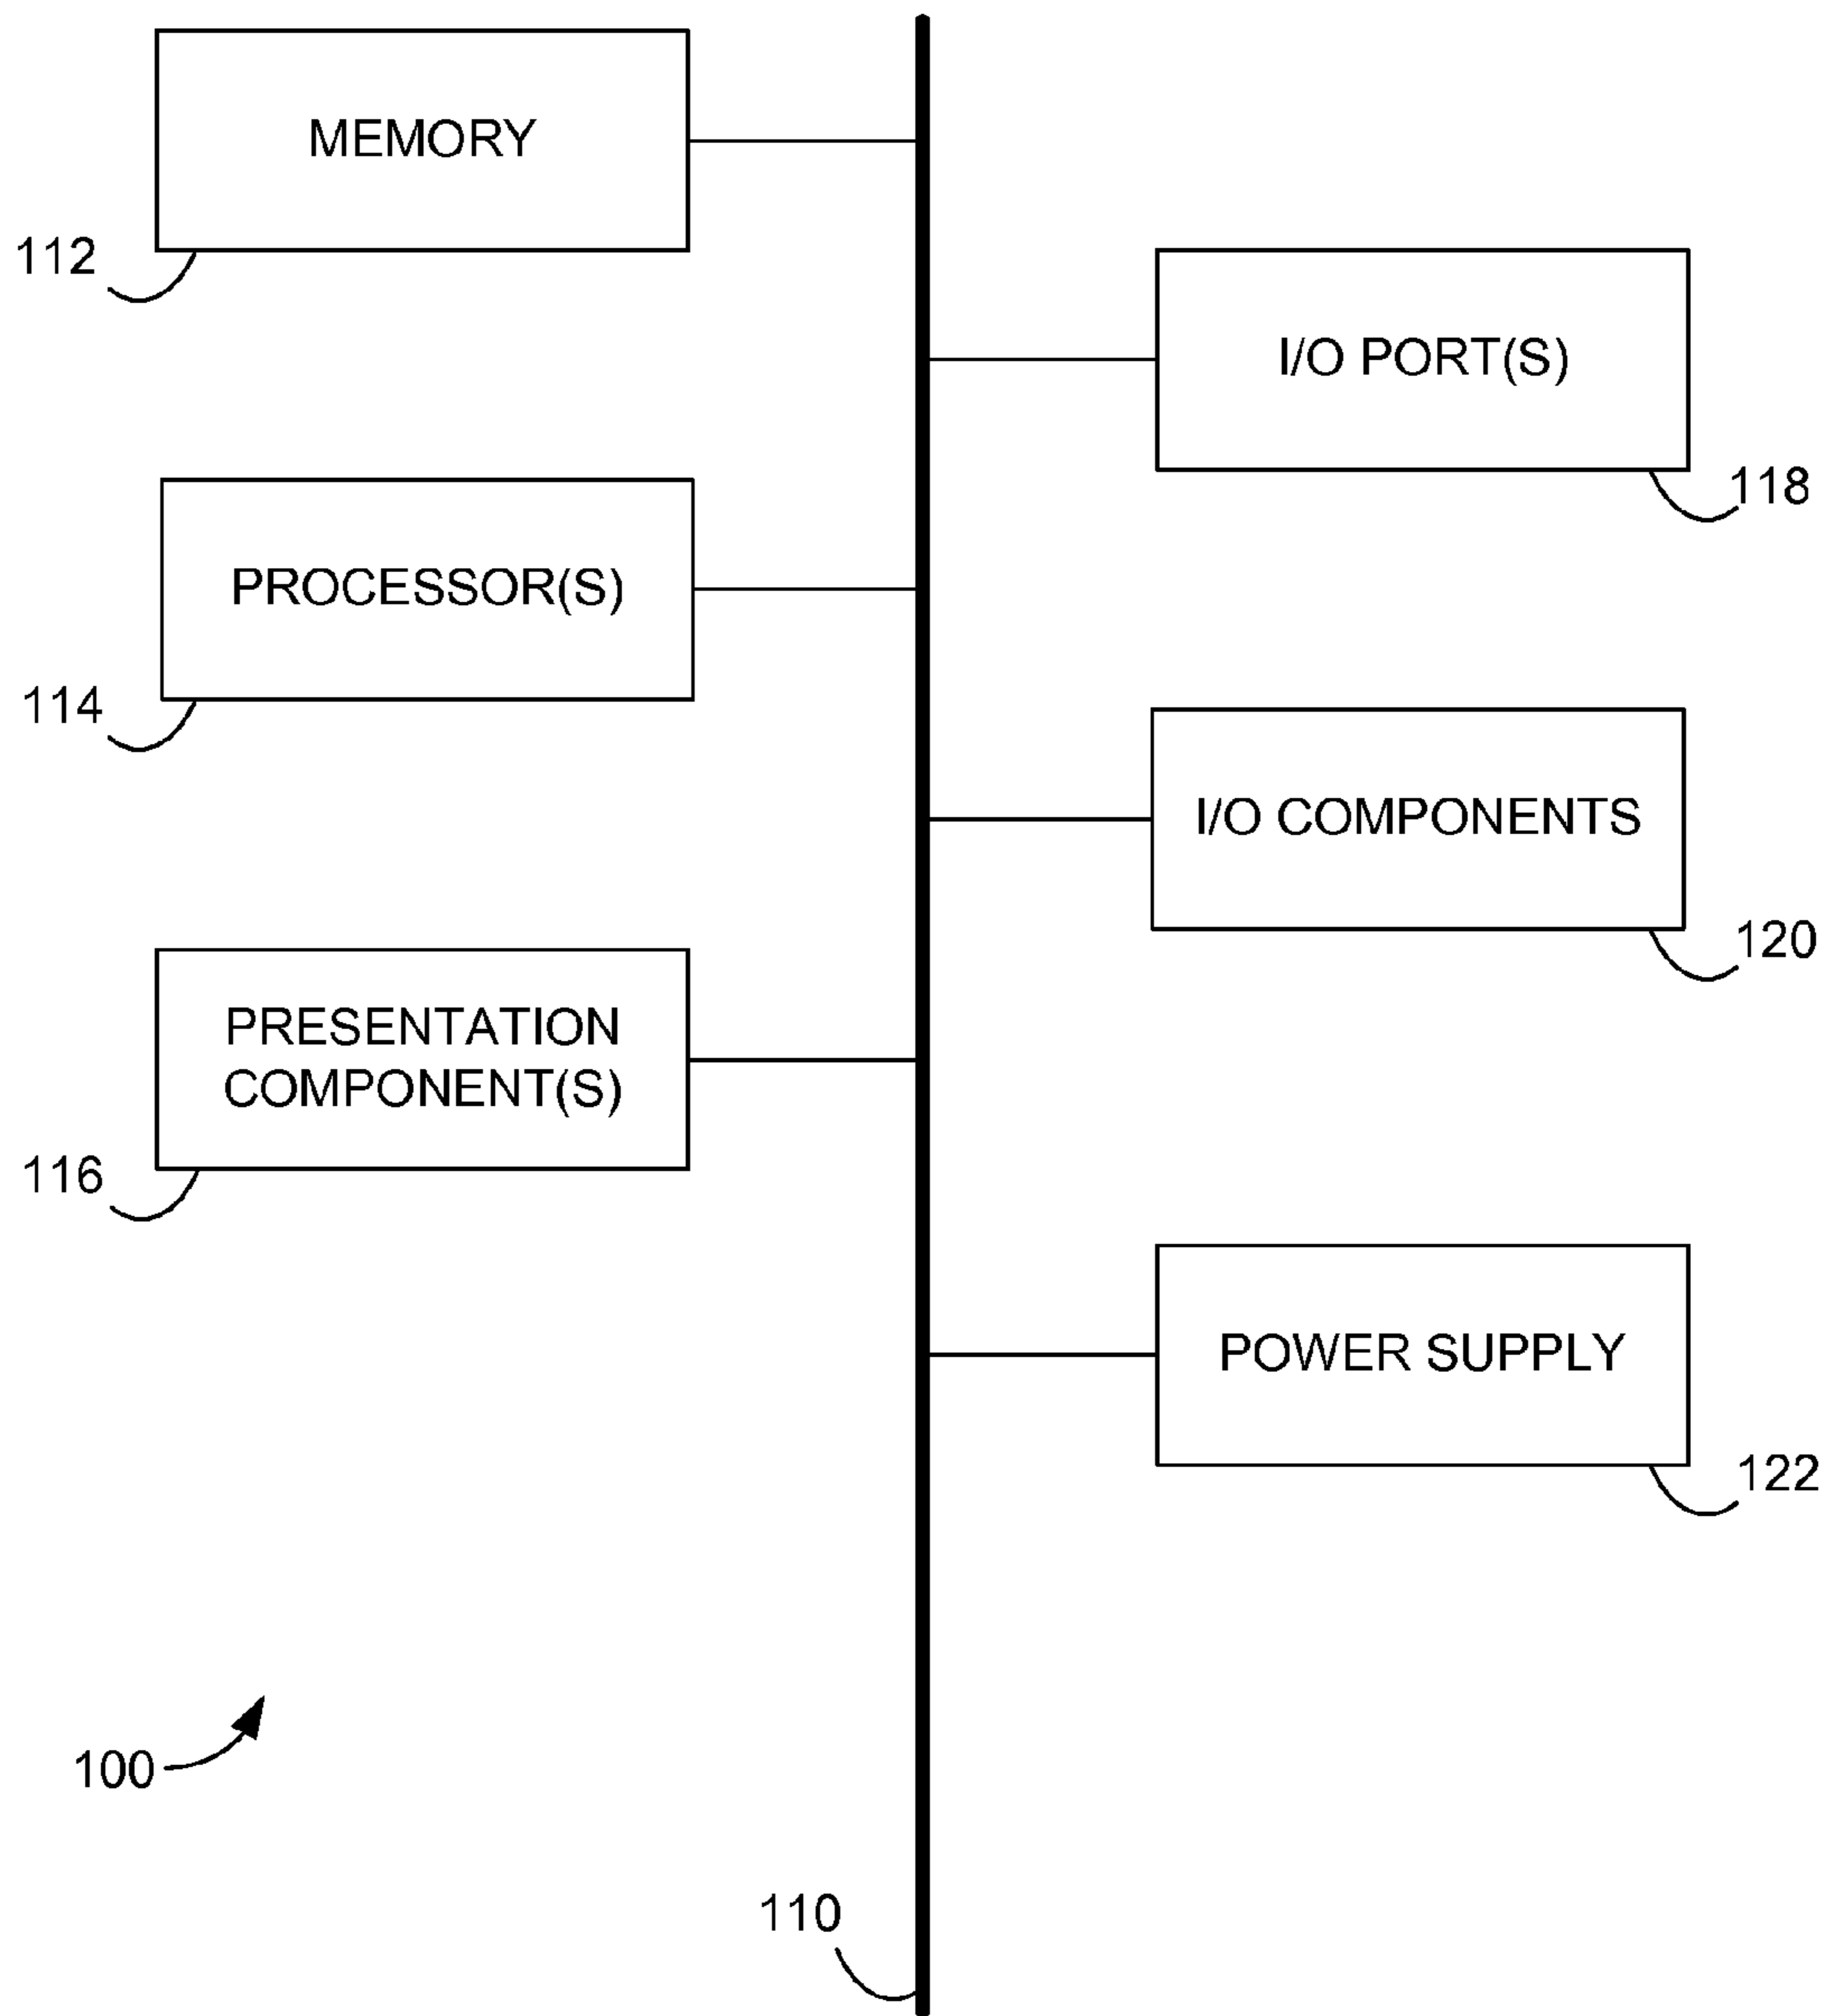 MEMORY
112
I/O PORT(S)
118
PROCESSOR(S)
114
I/O COMPONENTS
120
PRESENTATION
COMPONENT(S)
116
POWER SUPPLY
122
100
110